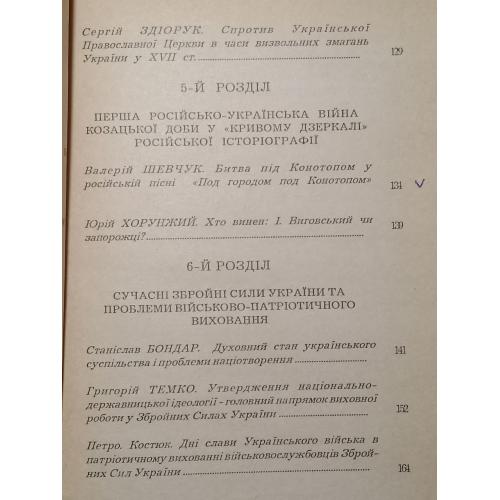 Сергій ЗДІОРУК. Спротив Української
Православної Церкви в часи визвольних змагань
України у XVII ст. 129
5-Й РОЗДІЛ
ПЕРША РОСІЙСЬКО-УКРАЇНСЬКА ВІЙНА
КОЗАЦЬКОЇ ДОБИ У «КРИВОМУ ДЗЕРКАЛІ»
РОСІЙСЬКОЇ ІСТОРІОГРАФІЇ
Валерій ШЕВЧУК. Битва під Конотопом у
російській пісні «Под городом под Конотопом» 134
Юрій ХОРУНЖИЙ. Хто винен: І. Виговський чи
запорожці? 139
6-Й РОЗДІЛ
СУЧАСНІ ЗБРОЙНІ СИЛИ УКРАЇНИ ТА
ПРОБЛЕМИ ВІЙСЬКОВО-ПАТРІОТИЧНОГО
ВИХОВАННЯ
Станіслав БОНДАР. Духовний стан українського
суспільства і проблеми націотворення 141
Григорій ТЕМКО. Утвердження національно-
державницької ідеології - головний напрямок виховної
роботи у Збройних Силах України 152
Петро. Костюк. Дні слави Українського війська в
патріотичному вихованні військовослужбовців Зброй-
них Сил України 164